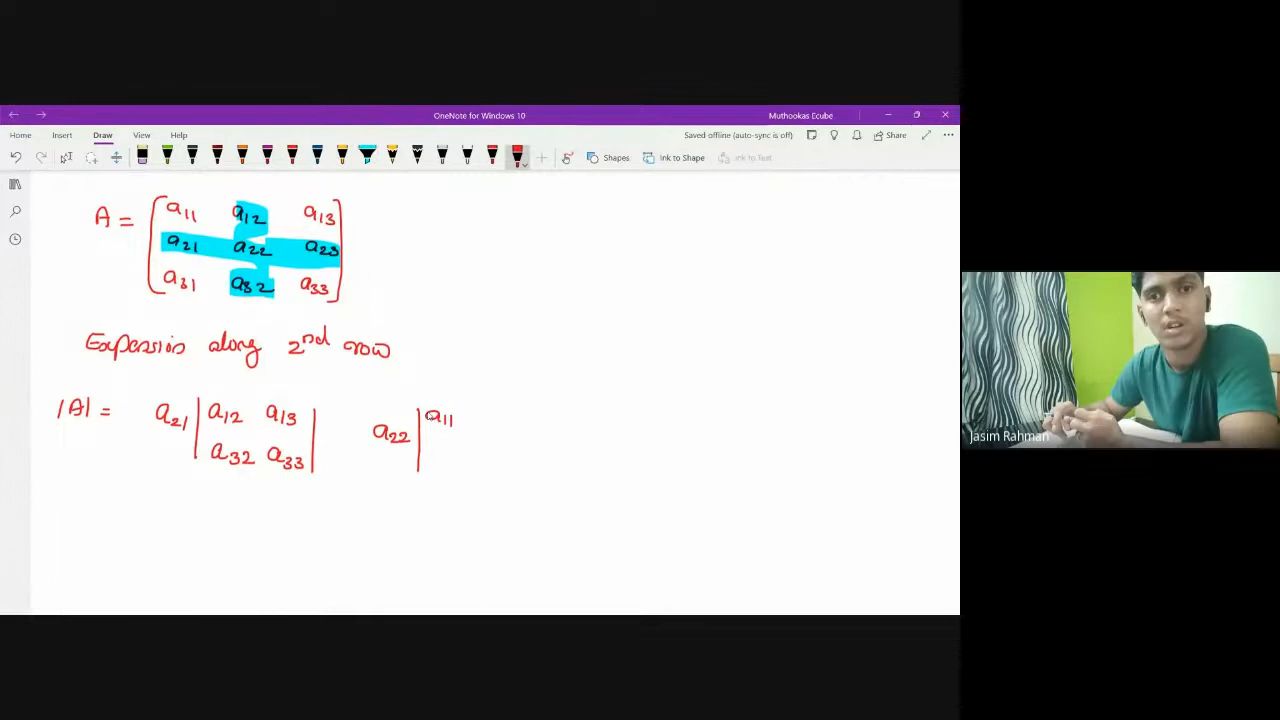 OneNote for Windows 10
Muthookas Ecube
Home Insert Draw View Help
Saved offline (auto-sync is off)
Share
Shapes
Ink to Shape
Ink to Text
A = [ a11 a12 a13
a21 a22 a23
a31 a32 a33 ]
Expansion along 2nd row
|A| = a21 | a12 a13 | a22 | a11
a32 a33
Jasim Rahman